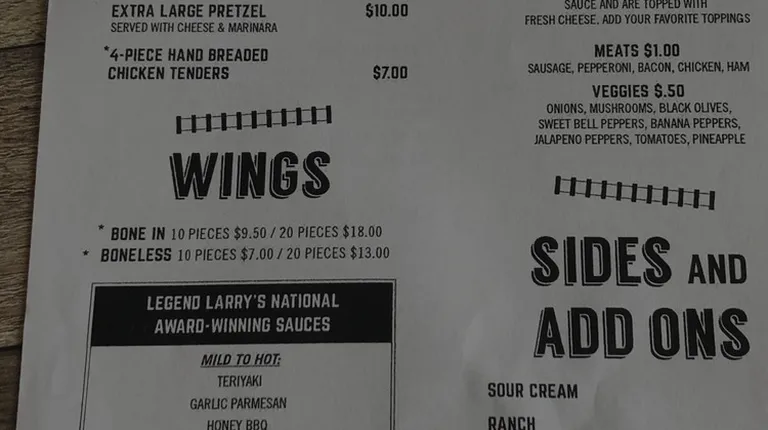 EXTRA LARGE PRETZEL $10.00
SERVED WITH CHEESE & MARINARA
*4-PIECE HAND BREADED
CHICKEN TENDERS $7.00
WINGS
* BONE IN 10 PIECES $9.50 / 20 PIECES $18.00
* BONELESS 10 PIECES $7.00 / 20 PIECES $13.00
LEGEND LARRY'S NATIONAL
AWARD-WINNING SAUCES
MILD TO HOT:
TERIYAKI
GARLIC PARMESAN
HONEY BBQ
SAUCE AND ARE TOPPED WITH
FRESH CHEESE. ADD YOUR FAVORITE TOPPINGS
MEATS $1.00
SAUSAGE, PEPPERONI, BACON, CHICKEN, HAM
VEGGIES $.50
ONIONS, MUSHROOMS, BLACK OLIVES,
SWEET BELL PEPPERS, BANANA PEPPERS,
JALAPENO PEPPERS, TOMATOES, PINEAPPLE
SIDES AND
ADD ONS
SOUR CREAM
RANCH